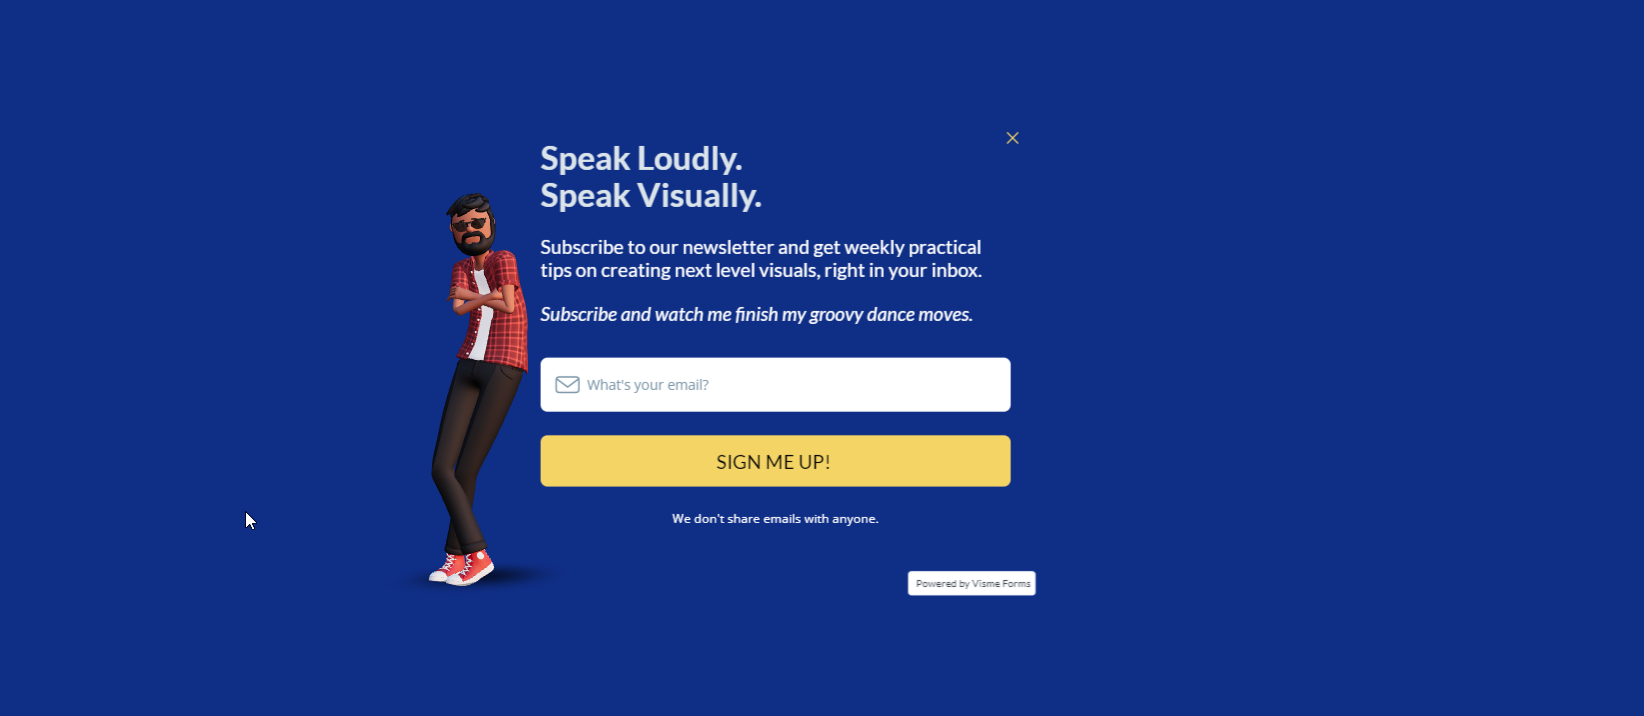 Speak Loudly.
Speak Visually.
Subscribe to our newsletter and get weekly practical
tips on creating next level visuals, right in your inbox.
Subscribe and watch me finish my groovy dance moves.
What's your email?
SIGN ME UP!
We don't share emails with anyone.
Powered by Visme Forms